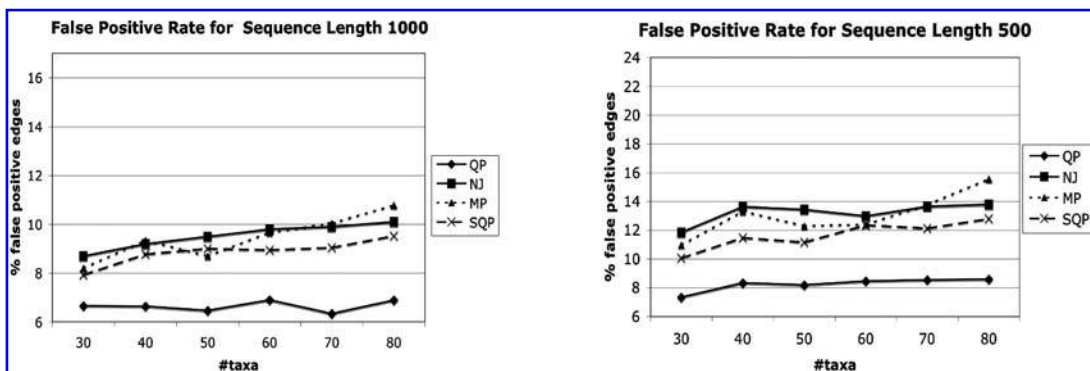 False Positive Rate for Sequence Length 1000
% false positive edges
16
14
12
10
8
6
30 40 50 60 70 80
#taxa
QP
NJ
MP
SQP
False Positive Rate for Sequence Length 500
% false positive edges
24
22
20
18
16
14
12
10
8
6
30 40 50 60 70 80
#taxa
QP
NJ
MP
SQP